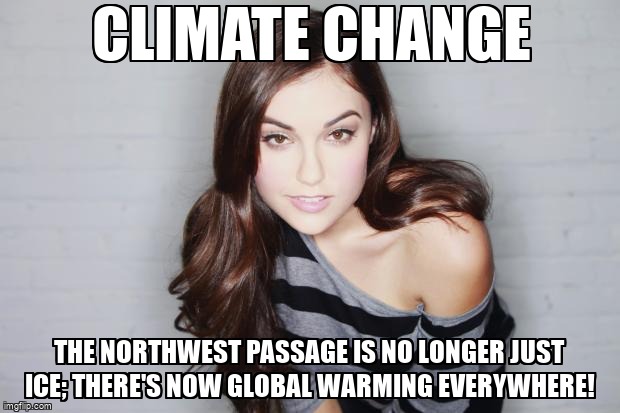 CLIMATE CHANGE
THE NORTHWEST PASSAGE IS NO LONGER JUST
ICE; THERE'S NOW GLOBAL WARMING EVERYWHERE!
imgflip.com